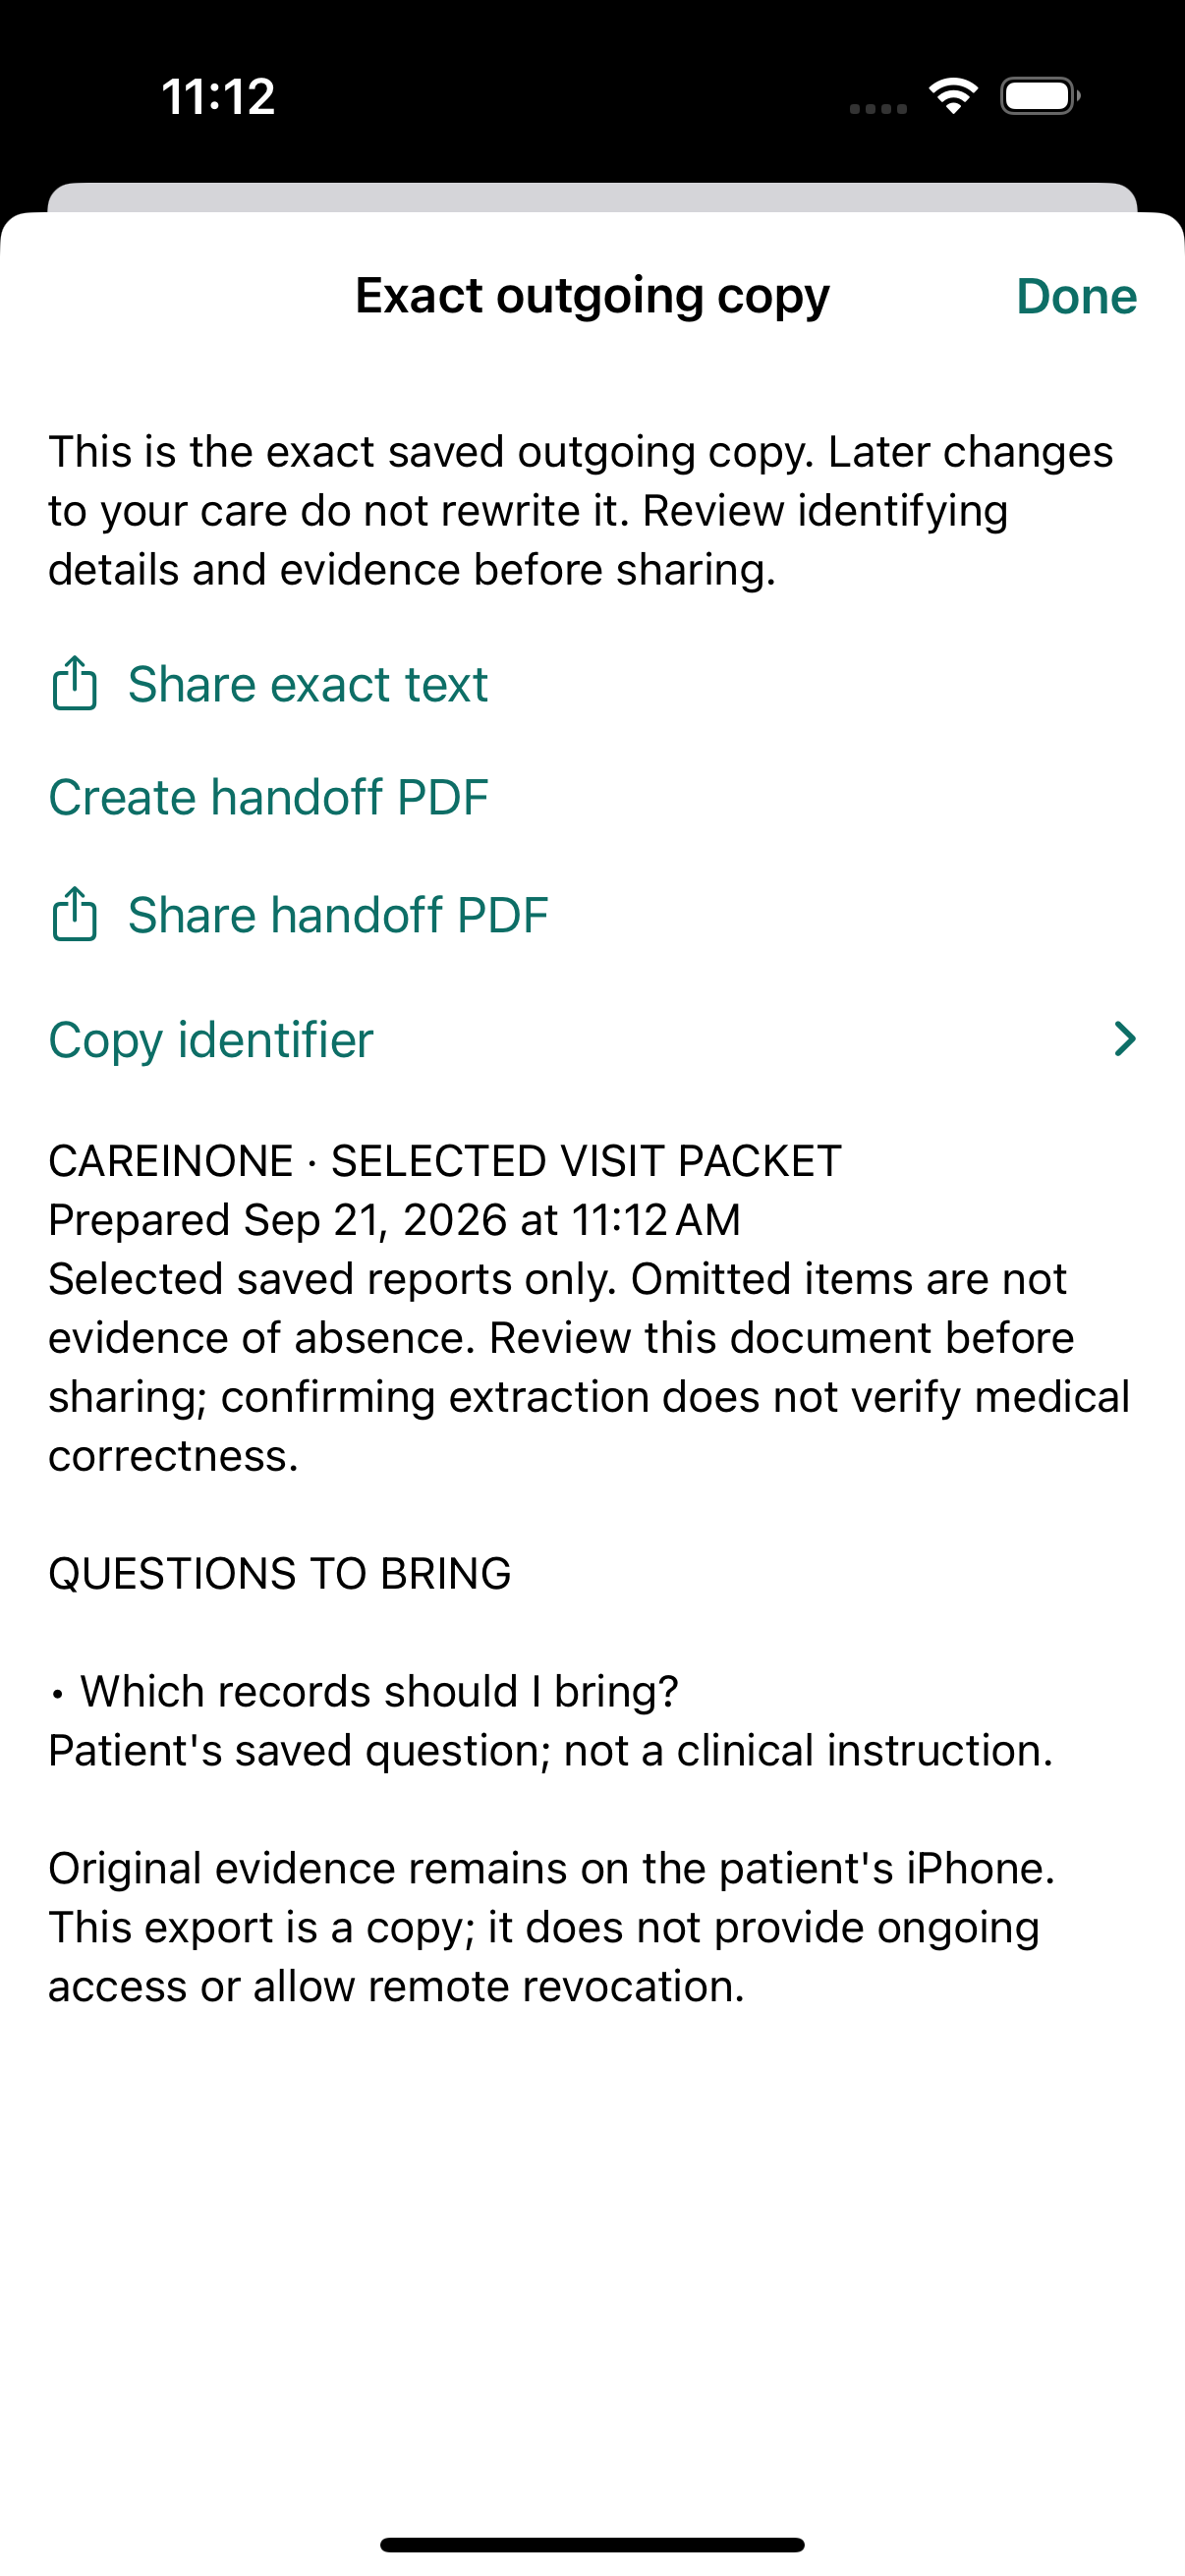 11:12
Exact outgoing copy
Done
This is the exact saved outgoing copy. Later changes
to your care do not rewrite it. Review identifying
details and evidence before sharing.
Share exact text
Create handoff PDF
Share handoff PDF
Copy identifier
CAREINONE · SELECTED VISIT PACKET
Prepared Sep 21, 2026 at 11:12 AM
Selected saved reports only. Omitted items are not
evidence of absence. Review this document before
sharing; confirming extraction does not verify medical
correctness.
QUESTIONS TO BRING
• Which records should I bring?
Patient's saved question; not a clinical instruction.
Original evidence remains on the patient's iPhone.
This export is a copy; it does not provide ongoing
access or allow remote revocation.